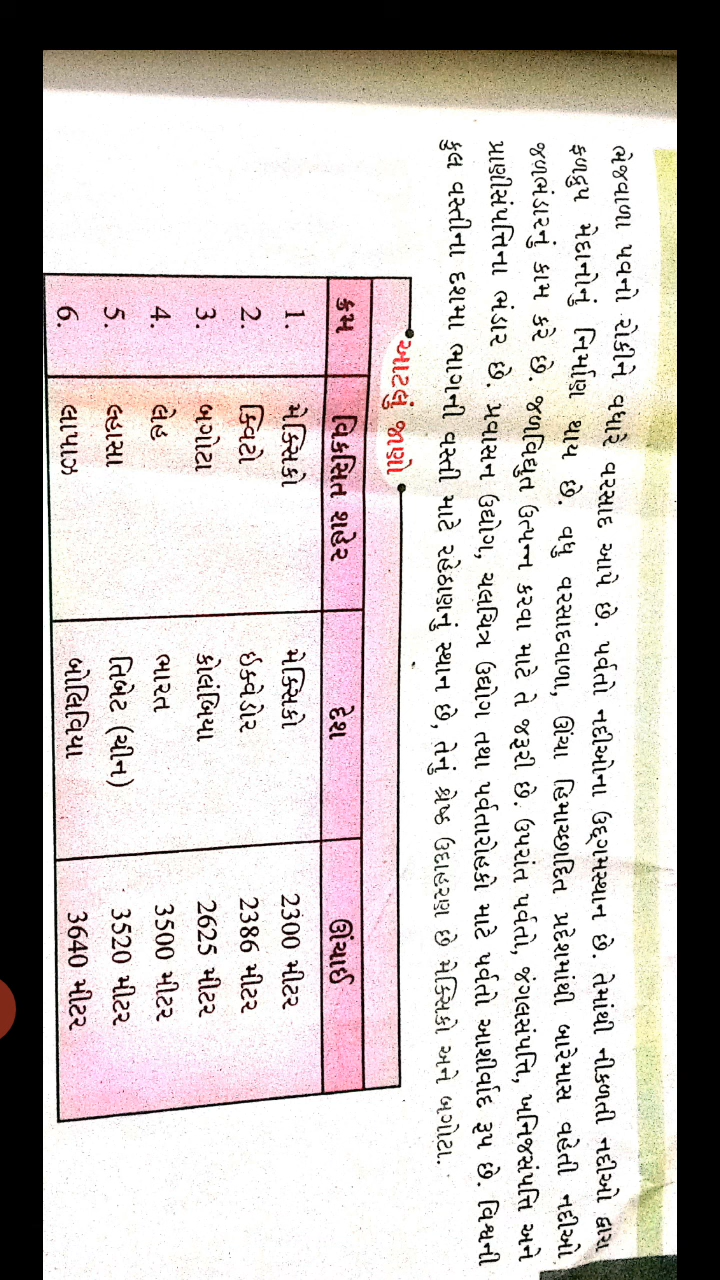 ભેજવાળા પવનો રોકીને વધારે વરસાદ આપે છે. પર્વતો નદીઓના ઉદ્દગમસ્થાન છે. તેમાંથી નીકળતી નદીઓ દ્વારા
ફળદ્રુપ મેદાનોનું નિર્માણ થાય છે. વધુ વરસાદવાળા, ઊંચા હિમાચ્છાદિત પ્રદેશમાંથી બારેમાસ વહેતી નદીઓ
જળભંડારનું કામ કરે છે. જળવિદ્યુત ઉત્પન્ન કરવા માટે તે જરૂરી છે. ઉપરાંત પર્વતો, જંગલસંપત્તિ, ખનિજસંપત્તિ અને
પ્રાણીસંપત્તિના ભંડાર છે. પ્રવાસન ઉદ્યોગ, ચલચિત્ર ઉદ્યોગ તથા પર્વતારોહકો માટે પર્વતો આશીર્વાદ રૂપ છે. વિશ્વની
કુલ વસ્તીના દશમા ભાગની વસ્તી માટે રહેઠાણનું સ્થાન છે, તેનું શ્રેષ્ઠ ઉદાહરણ છે મેક્સિકો અને બગોટા.
આટલું જાણો
ક્રમ વિકસિત શહેર દેશ ઊંચાઈ
1. મેક્સિકો મેક્સિકો 2300 મીટર
2. ક્વિટો ઇક્વેડોર 2386 મીટર
3. બગોટા કોલંબિયા 2625 મીટર
4. લેહ ભારત 3500 મીટર
5. લ્હાસા તિબેટ (ચીન) 3520 મીટર
6. લાપાઝ બોલિવિયા 3640 મીટર